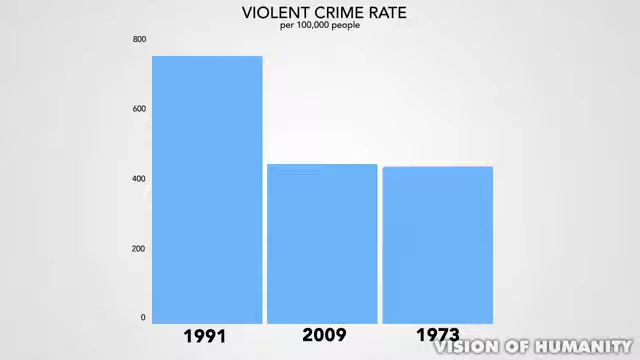 VIOLENT CRIME RATE
per 100,000 people
800
600
400
200
0
1991 2009 1973
VISION OF HUMANITY